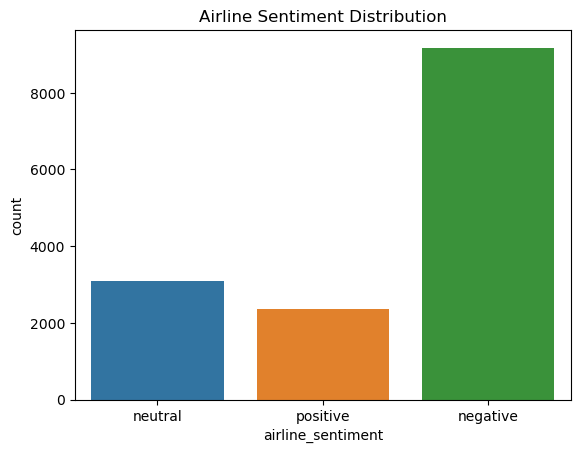 Airline Sentiment Distribution
count
8000
6000
4000
2000
0
neutral positive negative
airline_sentiment